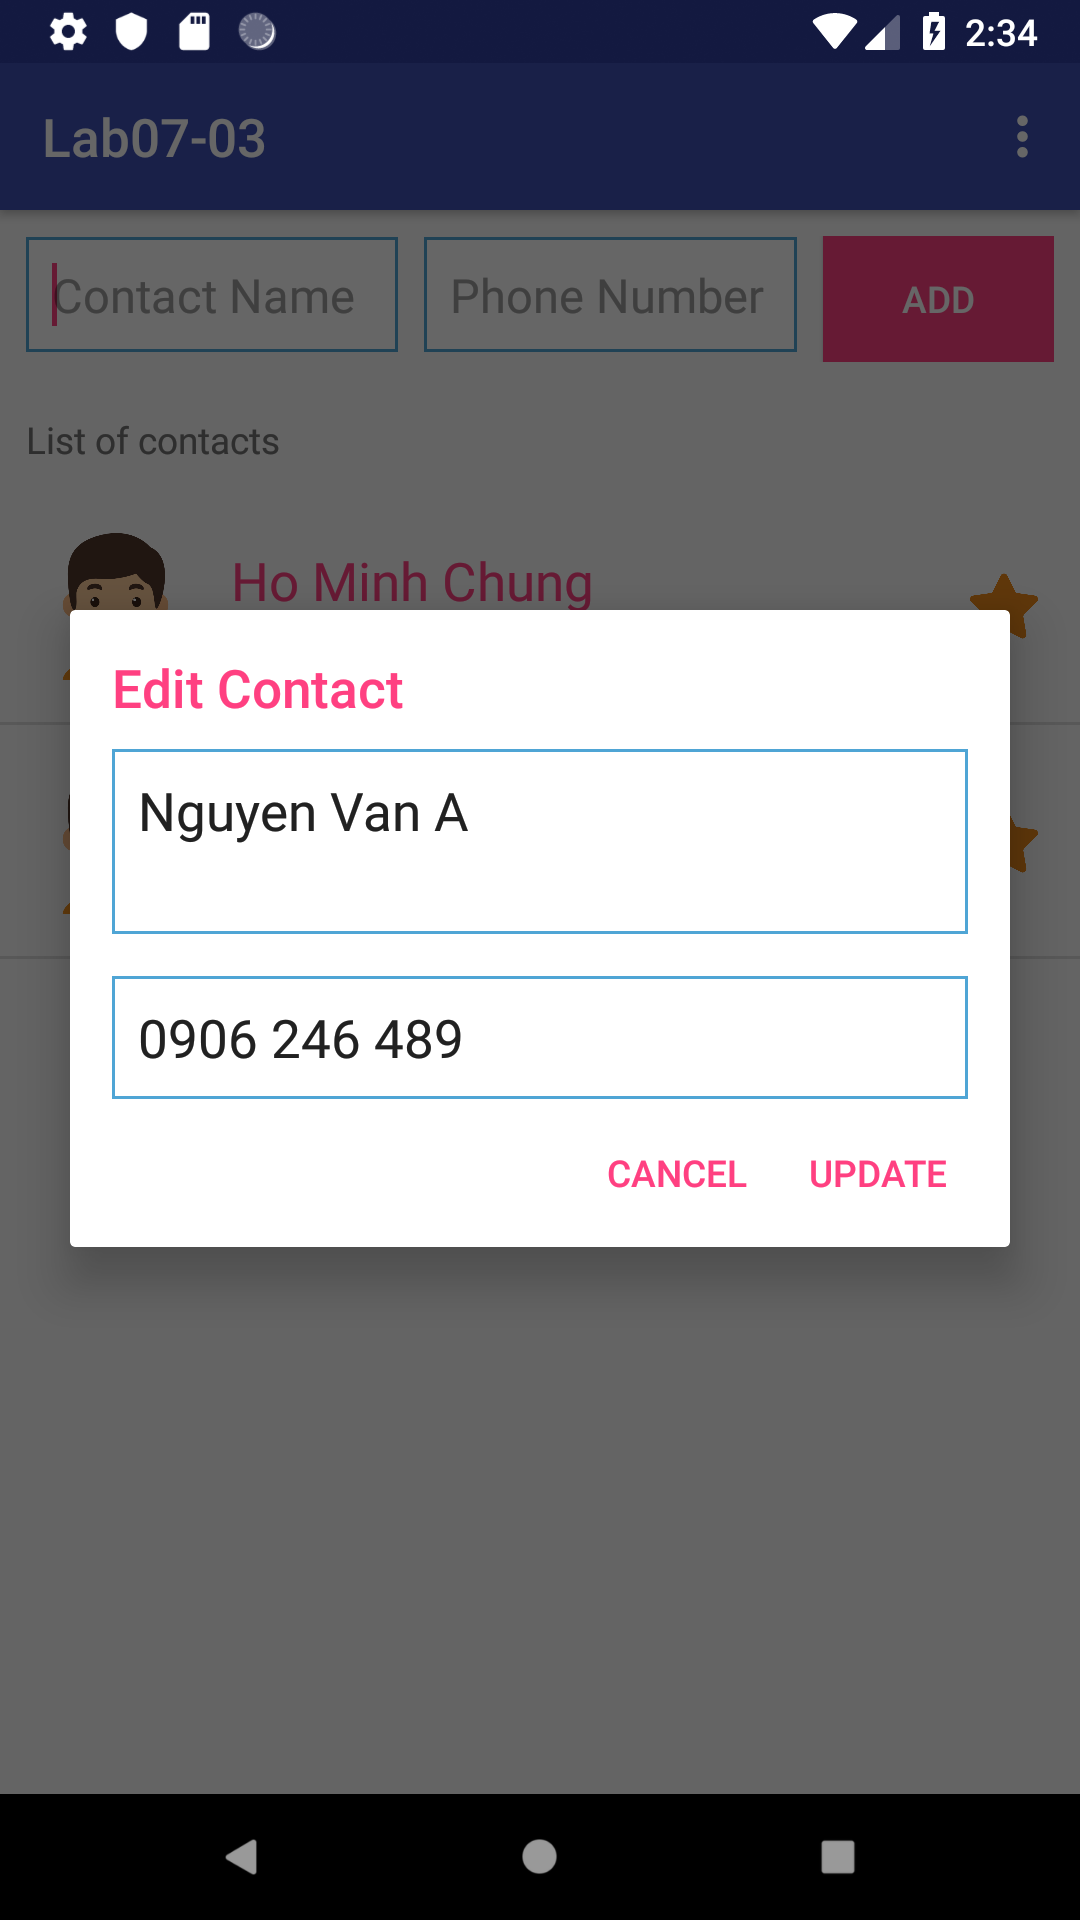 2:34
Lab07-03
Contact Name
Phone Number
ADD
List of contacts
Ho Minh Chung
Edit Contact
Nguyen Van A
0906 246 489
CANCEL
UPDATE